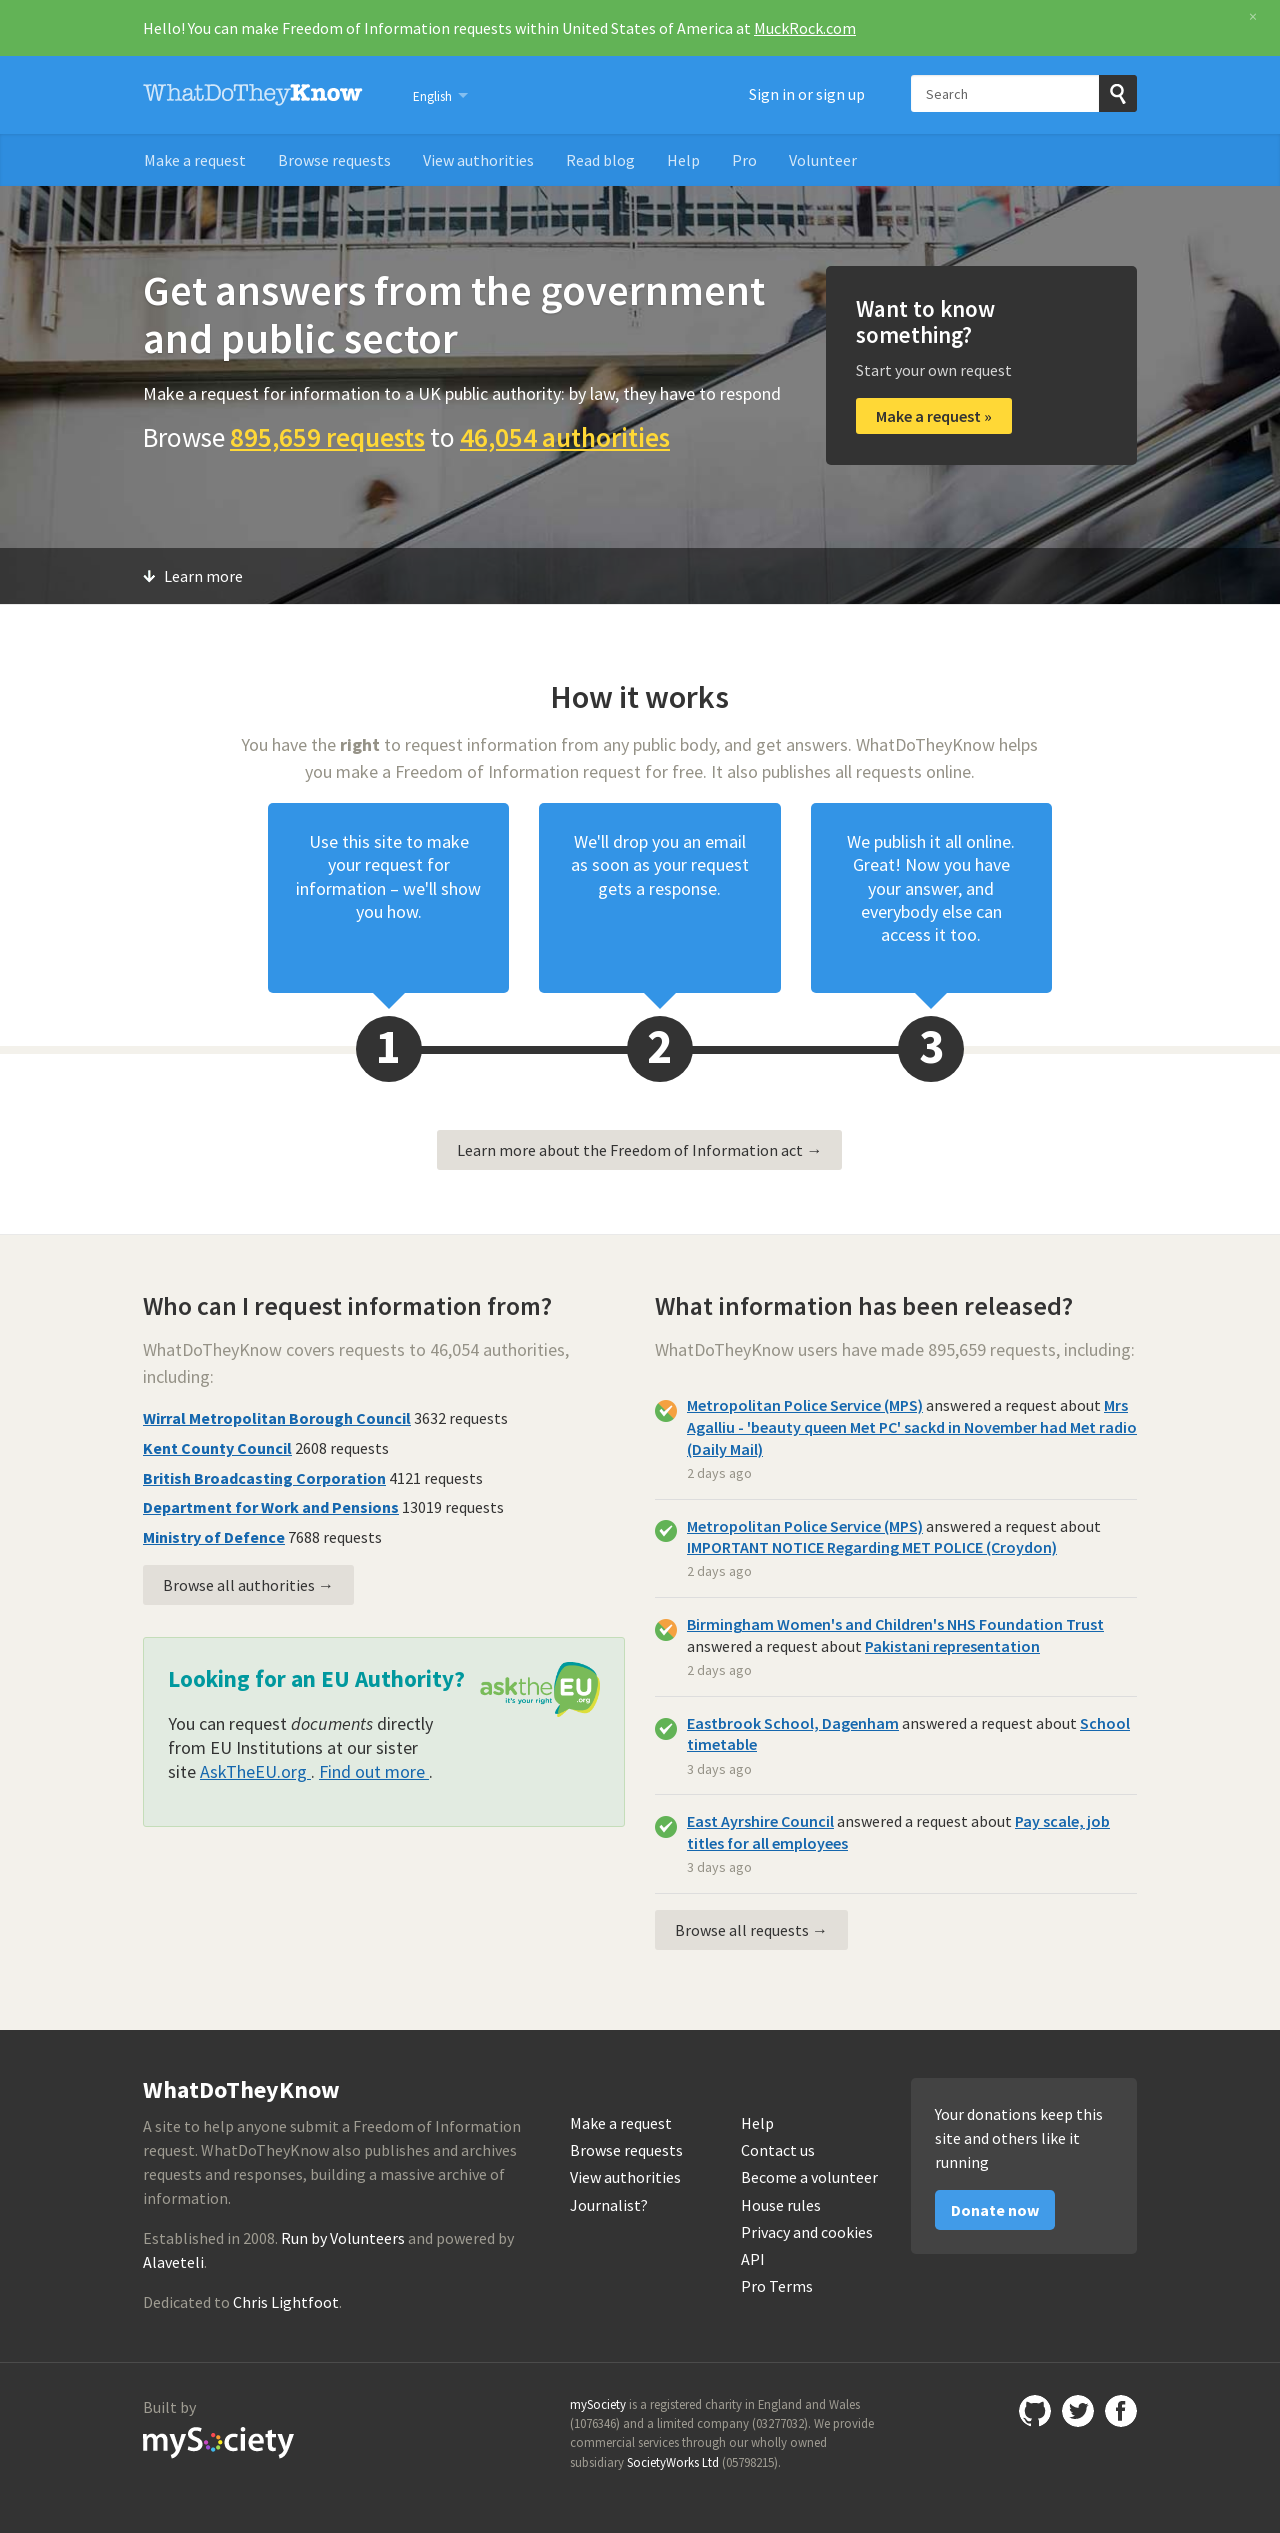 Hello! You can make Freedom of Information requests within United States of America at MuckRock.com
×
WhatDoTheyKnow
English
Sign in or sign up
Search
Make a request
Browse requests
View authorities
Read blog
Help
Pro
Volunteer
Get answers from the government
and public sector
Make a request for information to a UK public authority: by law, they have to respond
Browse 895,659 requests to 46,054 authorities
Want to know
something?
Start your own request
Make a request »
Learn more
How it works
You have the right to request information from any public body, and get answers. WhatDoTheyKnow helps
you make a Freedom of Information request for free. It also publishes all requests online.
Use this site to make
your request for
information – we'll show
you how.
We'll drop you an email
as soon as your request
gets a response.
We publish it all online.
Great! Now you have
your answer, and
everybody else can
access it too.
1
2
3
Learn more about the Freedom of Information act →
Who can I request information from?
WhatDoTheyKnow covers requests to 46,054 authorities,
including:
Wirral Metropolitan Borough Council 3632 requests
Kent County Council 2608 requests
British Broadcasting Corporation 4121 requests
Department for Work and Pensions 13019 requests
Ministry of Defence 7688 requests
Browse all authorities →
Looking for an EU Authority?
asktheEU
it's your right
.org
You can request documents directly
from EU Institutions at our sister
site AskTheEU.org . Find out more .
What information has been released?
WhatDoTheyKnow users have made 895,659 requests, including:
Metropolitan Police Service (MPS) answered a request about Mrs
Agalliu - 'beauty queen Met PC' sackd in November had Met radio
(Daily Mail)
2 days ago
Metropolitan Police Service (MPS) answered a request about
IMPORTANT NOTICE Regarding MET POLICE (Croydon)
2 days ago
Birmingham Women's and Children's NHS Foundation Trust
answered a request about Pakistani representation
2 days ago
Eastbrook School, Dagenham answered a request about School
timetable
3 days ago
East Ayrshire Council answered a request about Pay scale, job
titles for all employees
3 days ago
Browse all requests →
WhatDoTheyKnow
A site to help anyone submit a Freedom of Information
request. WhatDoTheyKnow also publishes and archives
requests and responses, building a massive archive of
information.
Established in 2008. Run by Volunteers and powered by
Alaveteli.
Dedicated to Chris Lightfoot.
Make a request
Browse requests
View authorities
Journalist?
Help
Contact us
Become a volunteer
House rules
Privacy and cookies
API
Pro Terms
Your donations keep this
site and others like it
running
Donate now
Built by
mySociety
mySociety is a registered charity in England and Wales
(1076346) and a limited company (03277032). We provide
commercial services through our wholly owned
subsidiary SocietyWorks Ltd (05798215).